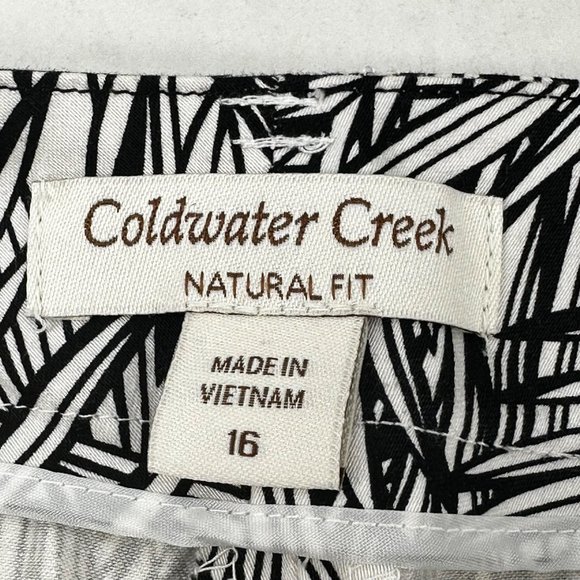 Coldwater Creek
NATURAL FIT
MADE IN
VIETNAM
16